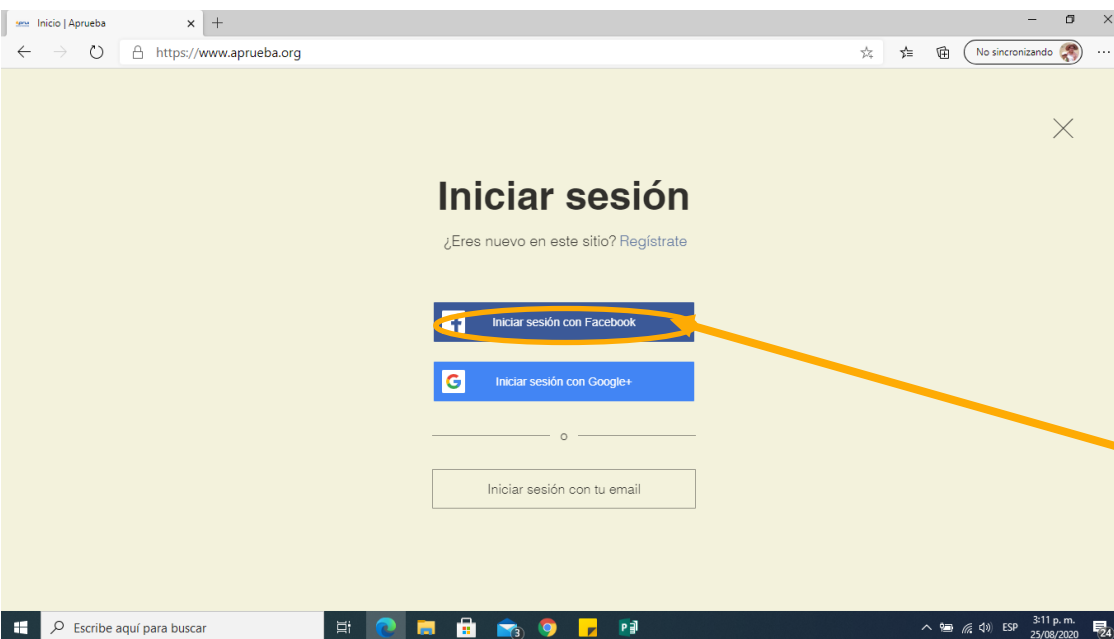 Inicio | Aprueba
https://www.aprueba.org
No sincronizando
Iniciar sesión
¿Eres nuevo en este sitio? Regístrate
Iniciar sesión con Facebook
G Iniciar sesión con Google+
o
Iniciar sesión con tu email
Escribe aquí para buscar
ESP
3:11 p. m.
25/08/2020